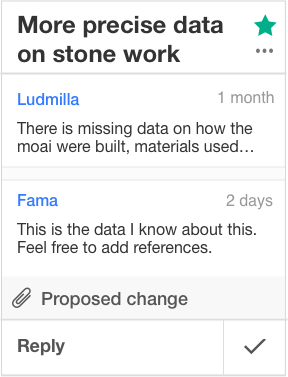 More precise data
on stone work
Ludmilla 1 month
There is missing data on how the
moai were built, materials used…
Fama 2 days
This is the data I know about this.
Feel free to add references.
Proposed change
Reply